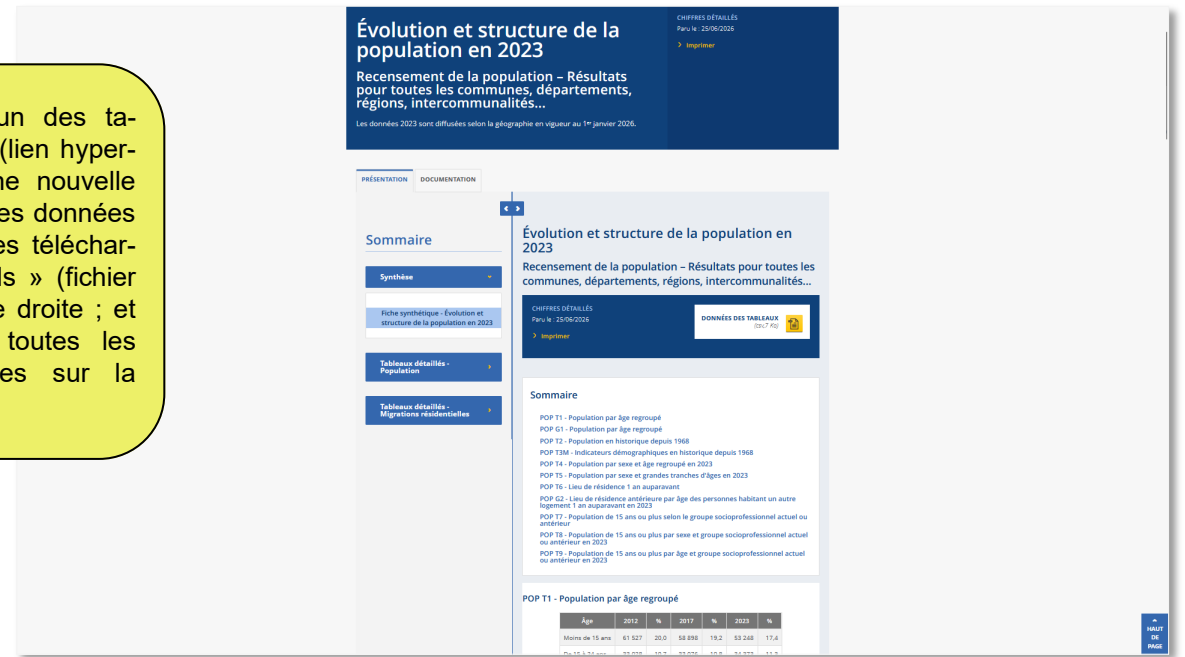 un des ta-
(lien hyper-
ne nouvelle
es données
es téléchar-
ls » (fichier
e droite ; et
toutes les
es sur la
Évolution et structure de la
population en 2023
Recensement de la population – Résultats
pour toutes les communes, départements,
régions, intercommunalités...
Les données 2023 sont diffusées selon la géographie en vigueur au 1er janvier 2026.
CHIFFRES DÉTAILLÉS
Paru le : 25/06/2026
Imprimer
PRÉSENTATION DOCUMENTATION
Sommaire
Synthèse
Fiche synthétique - Évolution et
structure de la population en 2023
Tableaux détaillés -
Population
Tableaux détaillés -
Migrations résidentielles
Évolution et structure de la population en
2023
Recensement de la population – Résultats pour toutes les
communes, départements, régions, intercommunalités...
CHIFFRES DÉTAILLÉS
Paru le : 25/06/2026
Imprimer
DONNÉES DES TABLEAUX
(csv,7 Ko)
Sommaire
POP T1 - Population par âge regroupé
POP G1 - Population par âge regroupé
POP T2 - Population en historique depuis 1968
POP T3M - Indicateurs démographiques en historique depuis 1968
POP T4 - Population par sexe et âge regroupé en 2023
POP T5 - Population par sexe et grandes tranches d'âges en 2023
POP T6 - Lieu de résidence 1 an auparavant
POP G2 - Lieu de résidence antérieure par âge des personnes habitant un autre
logement 1 an auparavant en 2023
POP T7 - Population de 15 ans ou plus selon le groupe socioprofessionnel actuel ou
antérieur
POP T8 - Population de 15 ans ou plus par sexe et groupe socioprofessionnel actuel
ou antérieur en 2023
POP T9 - Population de 15 ans ou plus par âge et groupe socioprofessionnel actuel
ou antérieur en 2023
POP T1 - Population par âge regroupé
Âge 2012 % 2017 % 2023 %
Moins de 15 ans 61 527 20,0 58 898 19,2 53 248 17,4
HAUT
DE
PAGE